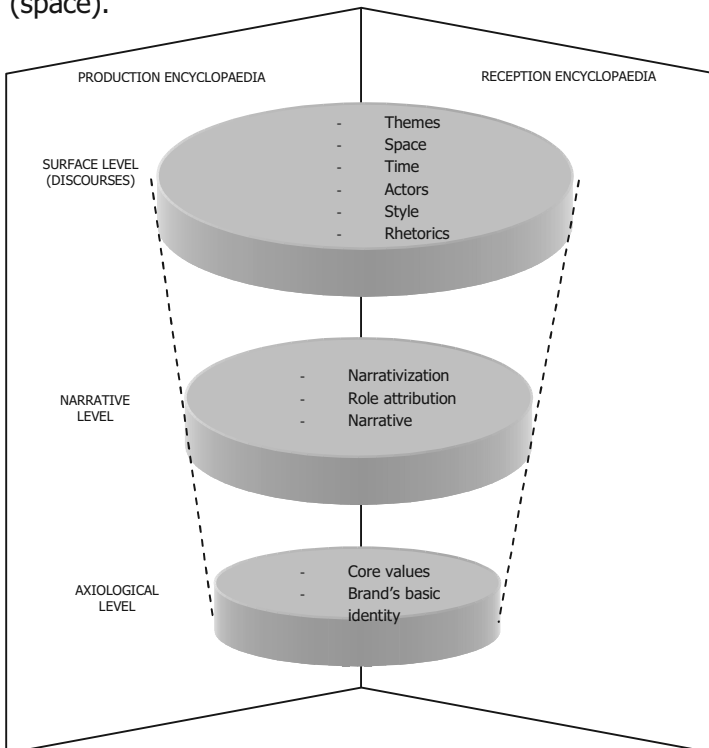 (space).
PRODUCTION ENCYCLOPAEDIA
RECEPTION ENCYCLOPAEDIA
SURFACE LEVEL
(DISCOURSES)
- Themes
- Space
- Time
- Actors
- Style
- Rhetorics
NARRATIVE
LEVEL
- Narrativization
- Role attribution
- Narrative
AXIOLOGICAL
LEVEL
- Core values
- Brand’s basic
identity